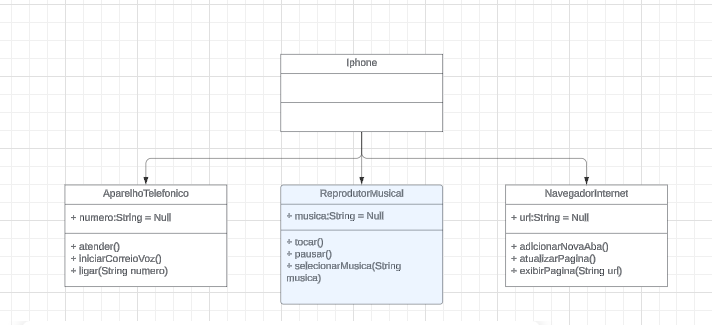 Iphone
AparelhoTelefonico
+ numero:String = Null
+ atender()
+ iniciarCorreioVoz()
+ ligar(String numero)
ReprodutorMusical
+ musica:String = Null
+ tocar()
+ pausar()
+ selecionarMusica(String
musica)
NavegadorInternet
+ url:String = Null
+ adicionarNovaAba()
+ atualizarPagina()
+ exibirPagina(String url)